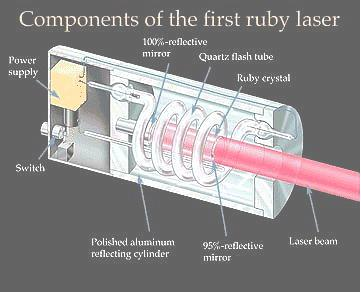 Components of the first ruby laser
100%-reflective
mirror
Quartz flash tube
Power
supply
Ruby crystal
Switch
Polished aluminum
reflecting cylinder
95%-reflective
mirror
Laser beam